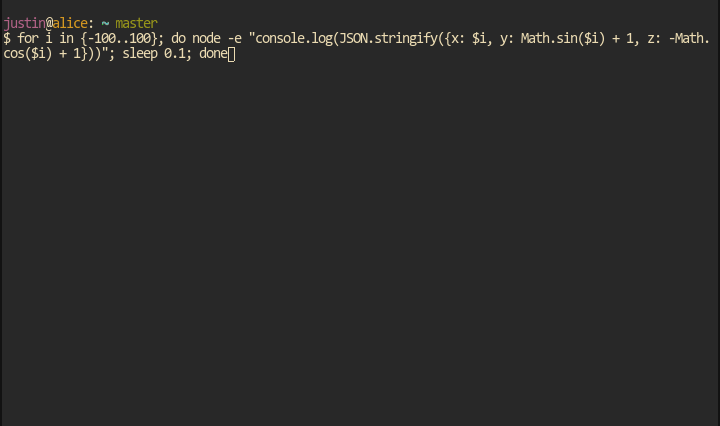 justin@alice: ~ master
$ for i in {-100..100}; do node -e "console.log(JSON.stringify({x: $i, y: Math.sin($i) + 1, z: -Math.
cos($i) + 1}))"; sleep 0.1; done